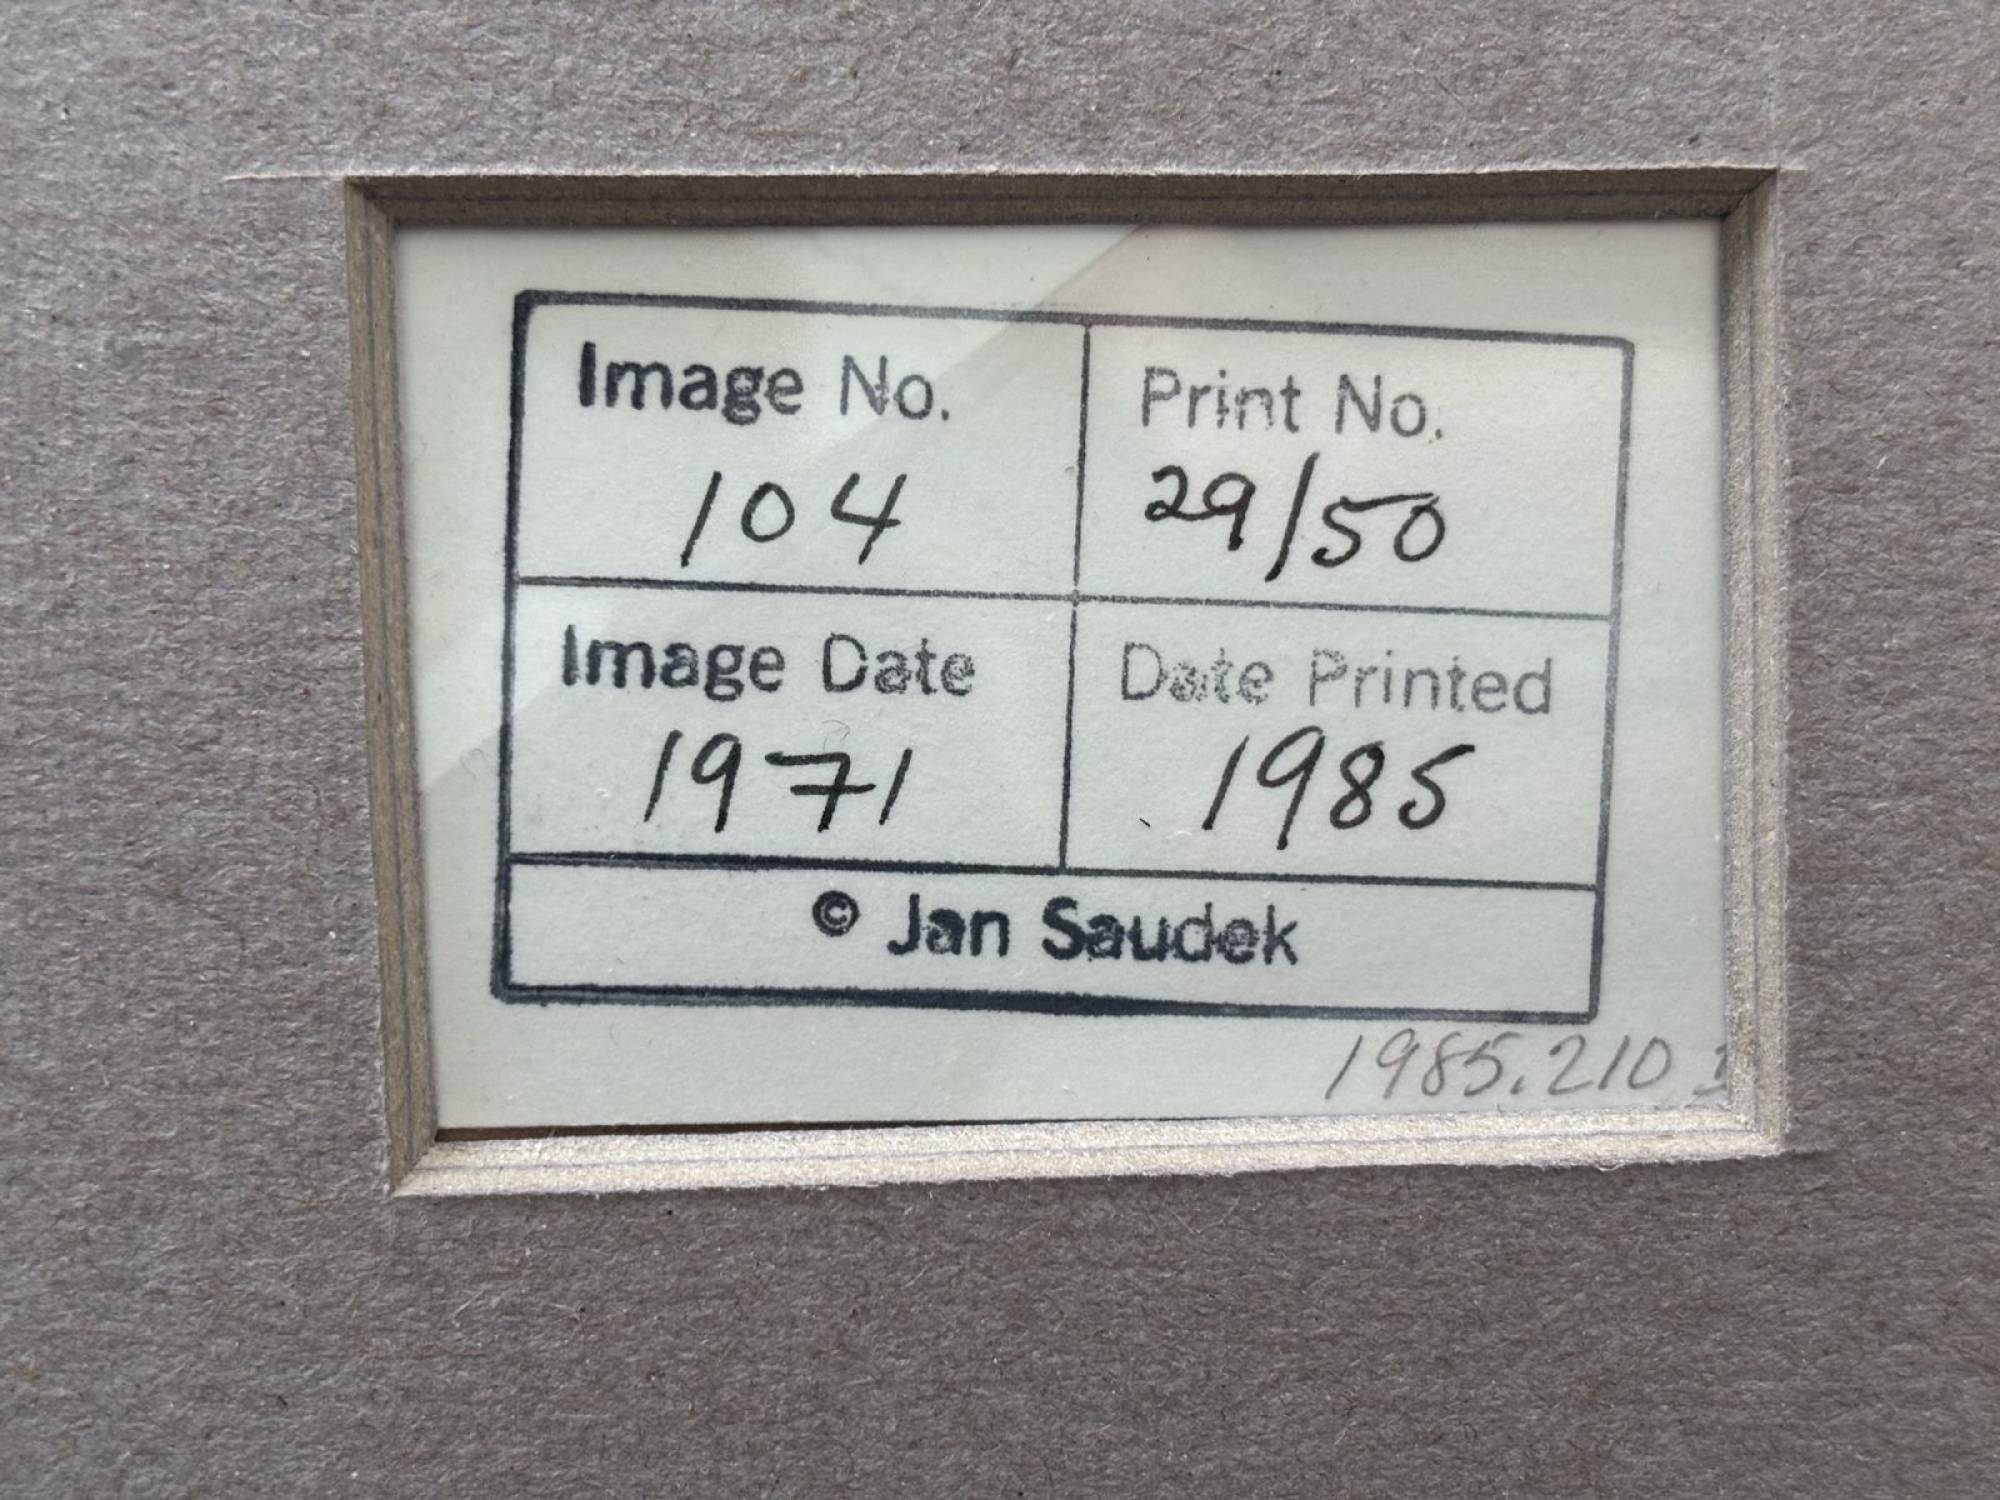 Image No. Print No.
104 29/50
Image Date Date Printed
1971 1985
© Jan Saudek
1985.210